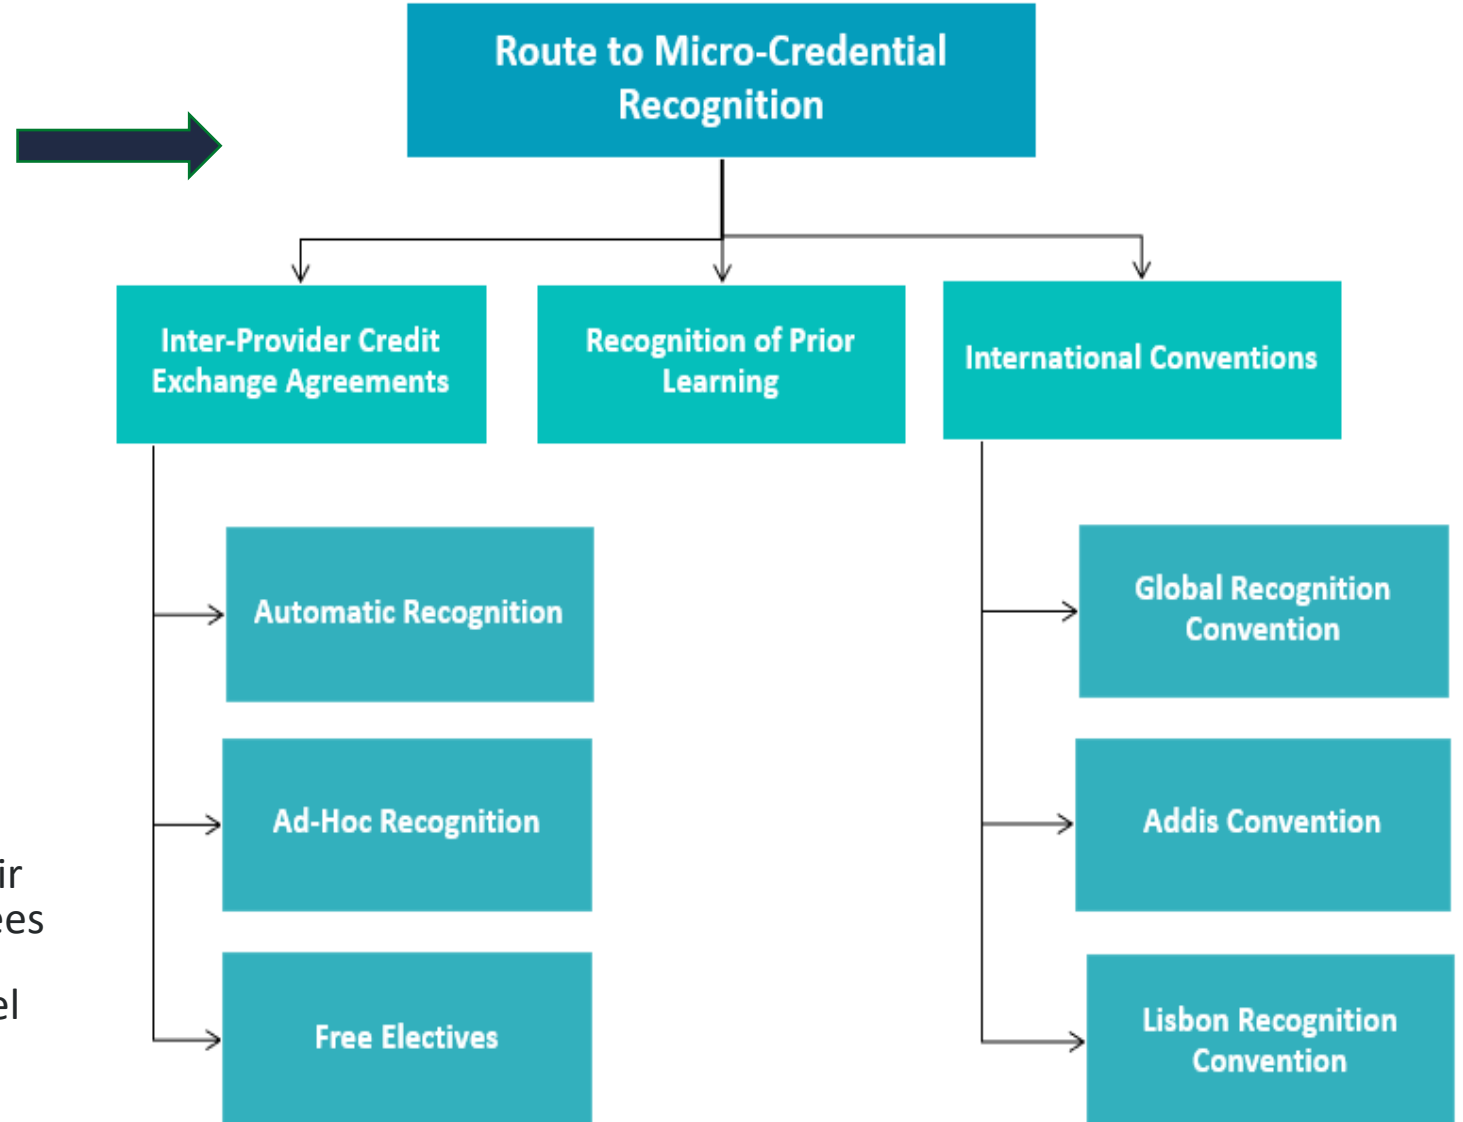 Route to Micro-Credential
Recognition
Inter-Provider Credit
Exchange Agreements
Recognition of Prior
Learning
International Conventions
Automatic Recognition
Ad-Hoc Recognition
Free Electives
Global Recognition
Convention
Addis Convention
Lisbon Recognition
Convention